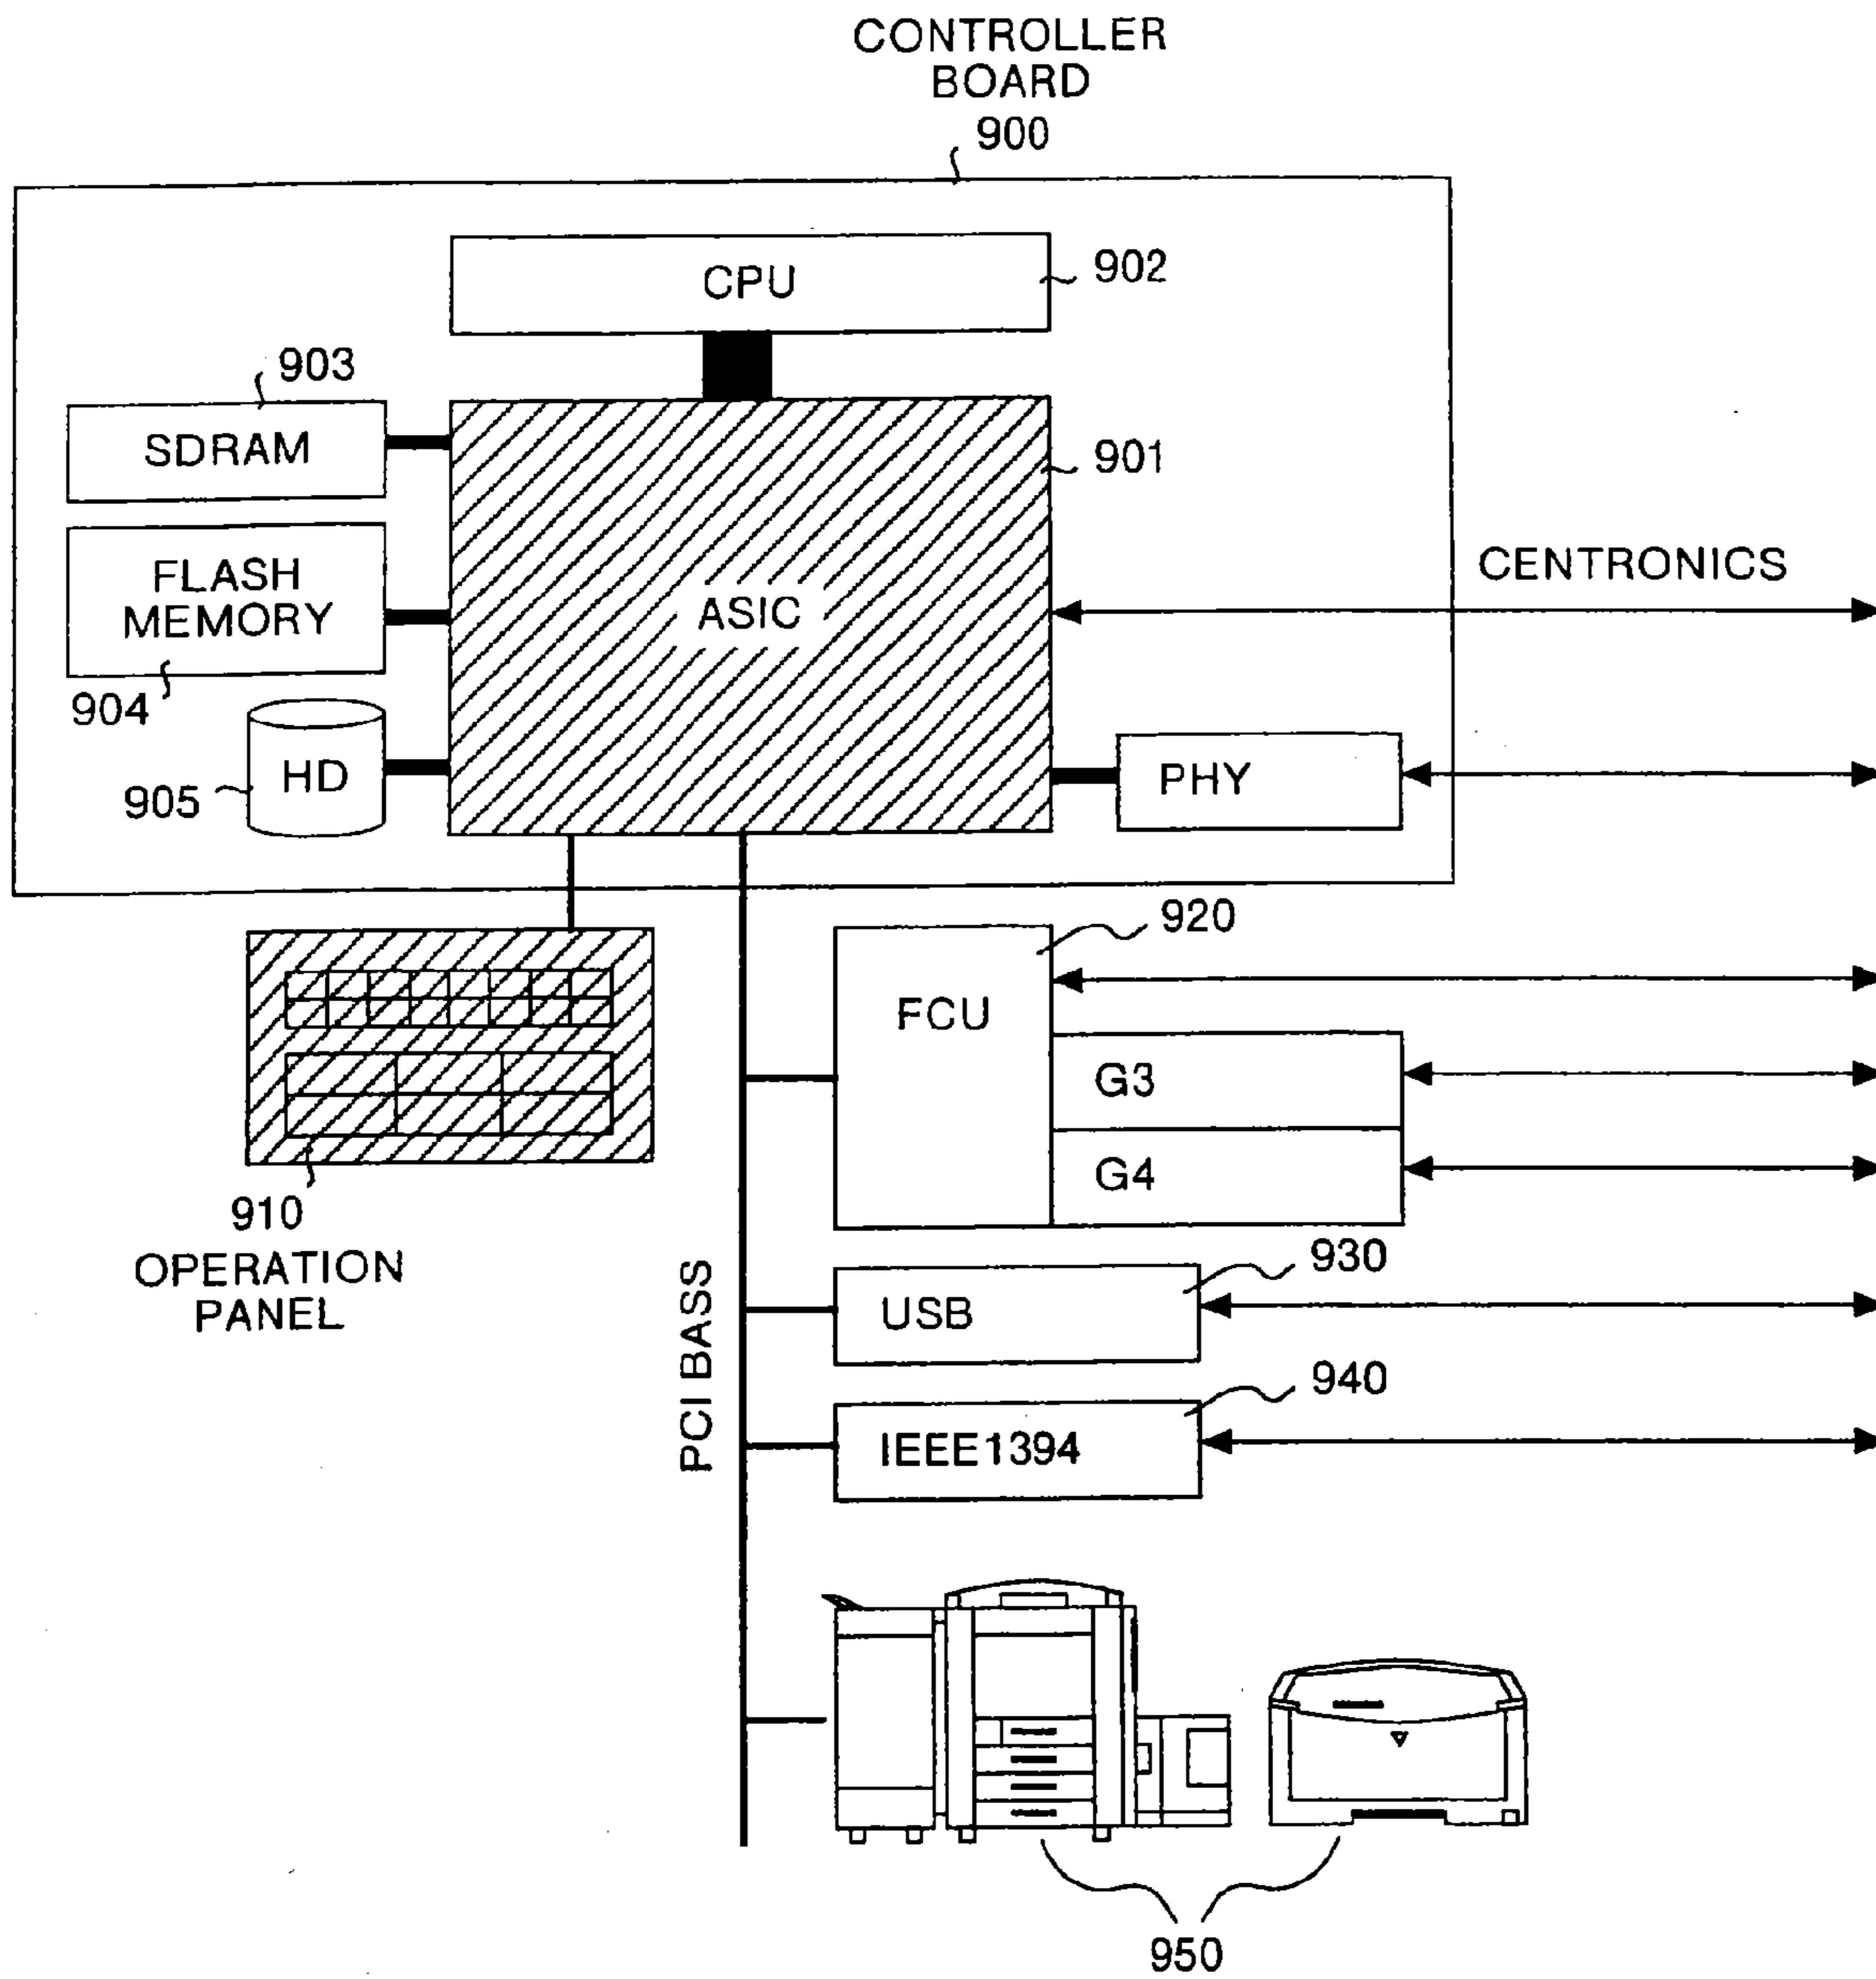 CONTROLLER
BOARD
900
CPU
902
903
SDRAM
901
FLASH
MEMORY
904
ASIC
CENTRONICS
HD
905
PHY
920
FCU
G3
G4
910
OPERATION
PANEL
PCI BASS
930
USB
940
IEEE1394
950